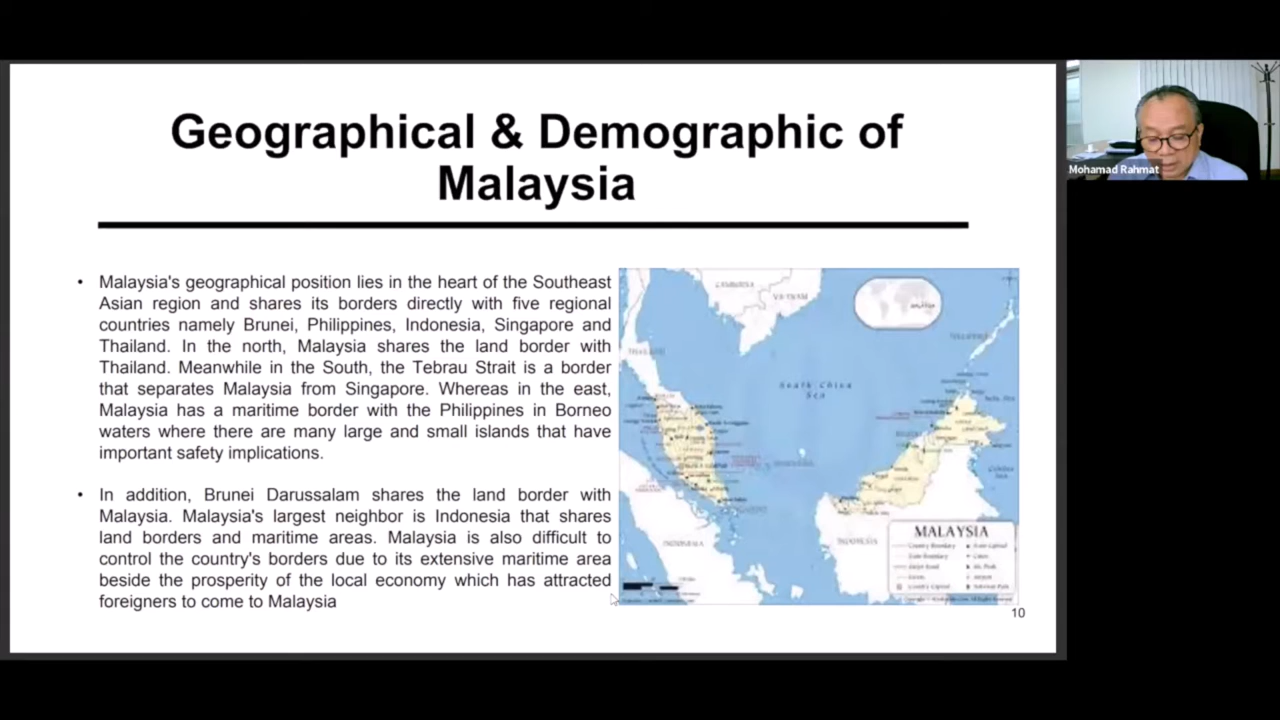 Geographical & Demographic of
Malaysia
Mohamad Rahmat
• Malaysia's geographical position lies in the heart of the Southeast
Asian region and shares its borders directly with five regional
countries namely Brunei, Philippines, Indonesia, Singapore and
Thailand. In the north, Malaysia shares the land border with
Thailand. Meanwhile in the South, the Tebrau Strait is a border
that separates Malaysia from Singapore. Whereas in the east,
Malaysia has a maritime border with the Philippines in Borneo
waters where there are many large and small islands that have
important safety implications.
• In addition, Brunei Darussalam shares the land border with
Malaysia. Malaysia's largest neighbor is Indonesia that shares
land borders and maritime areas. Malaysia is also difficult to
control the country's borders due to its extensive maritime area
beside the prosperity of the local economy which has attracted
foreigners to come to Malaysia
CAMBODIA
VIETNAM
THAILAND
South China
Sea
INDONESIA
INDONESIA
MALAYSIA
10